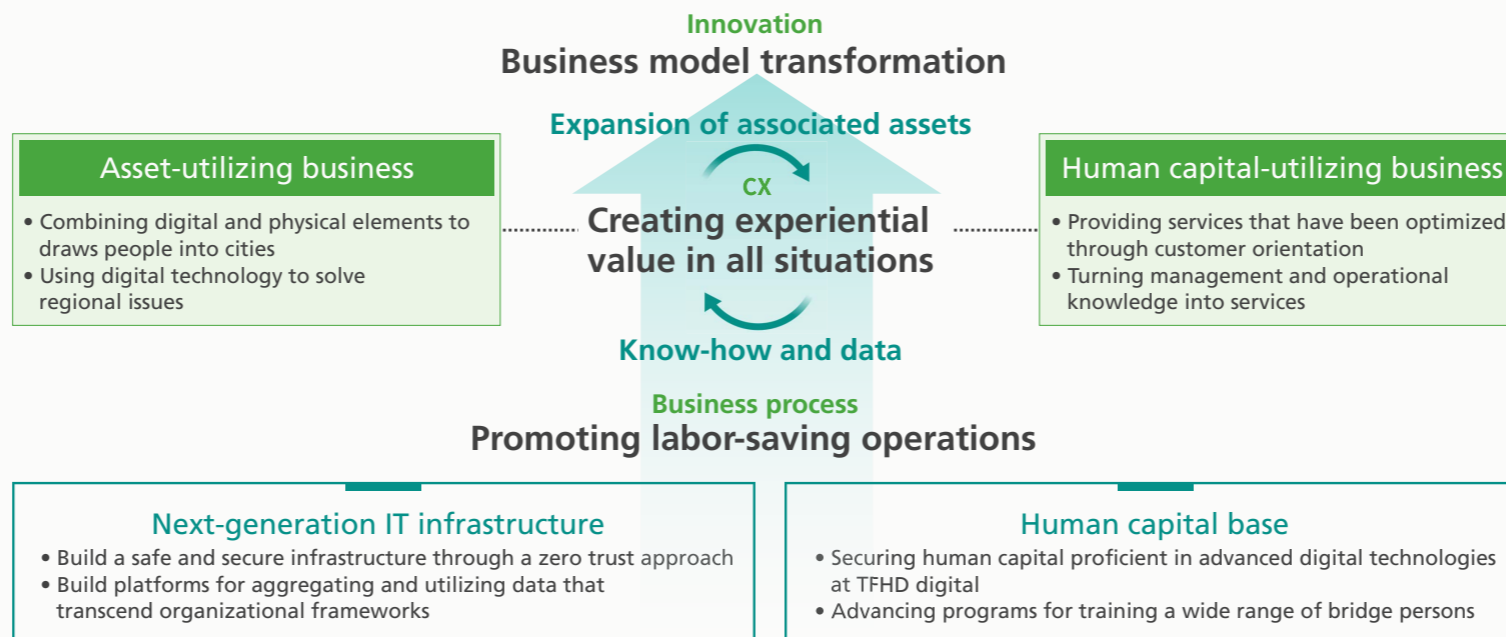 Innovation
Business model transformation
Expansion of associated assets
Asset-utilizing business
• Combining digital and physical elements to
draws people into cities
• Using digital technology to solve
regional issues
CX
Creating experiential
value in all situations
Human capital-utilizing business
• Providing services that have been optimized
through customer orientation
• Turning management and operational
knowledge into services
Know-how and data
Business process
Promoting labor-saving operations
Next-generation IT infrastructure
• Build a safe and secure infrastructure through a zero trust approach
• Build platforms for aggregating and utilizing data that
transcend organizational frameworks
Human capital base
• Securing human capital proficient in advanced digital technologies
at TFHD digital
• Advancing programs for training a wide range of bridge persons